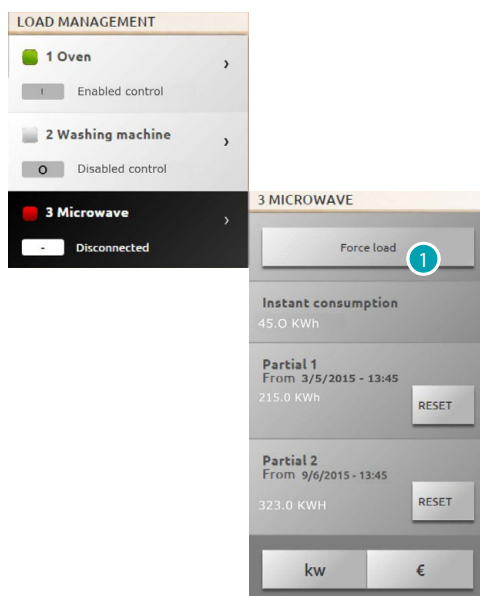 LOAD MANAGEMENT
1 Oven
›
I
Enabled control
2 Washing machine
›
O
Disabled control
3 Microwave
›
-
Disconnected
3 MICROWAVE
Force load
1
Instant consumption
45.O KWh
Partial 1
From 3/5/2015 - 13:45
215.0 KWh
RESET
Partial 2
From 9/6/2015 - 13:45
323.0 KWH
RESET
kw
€